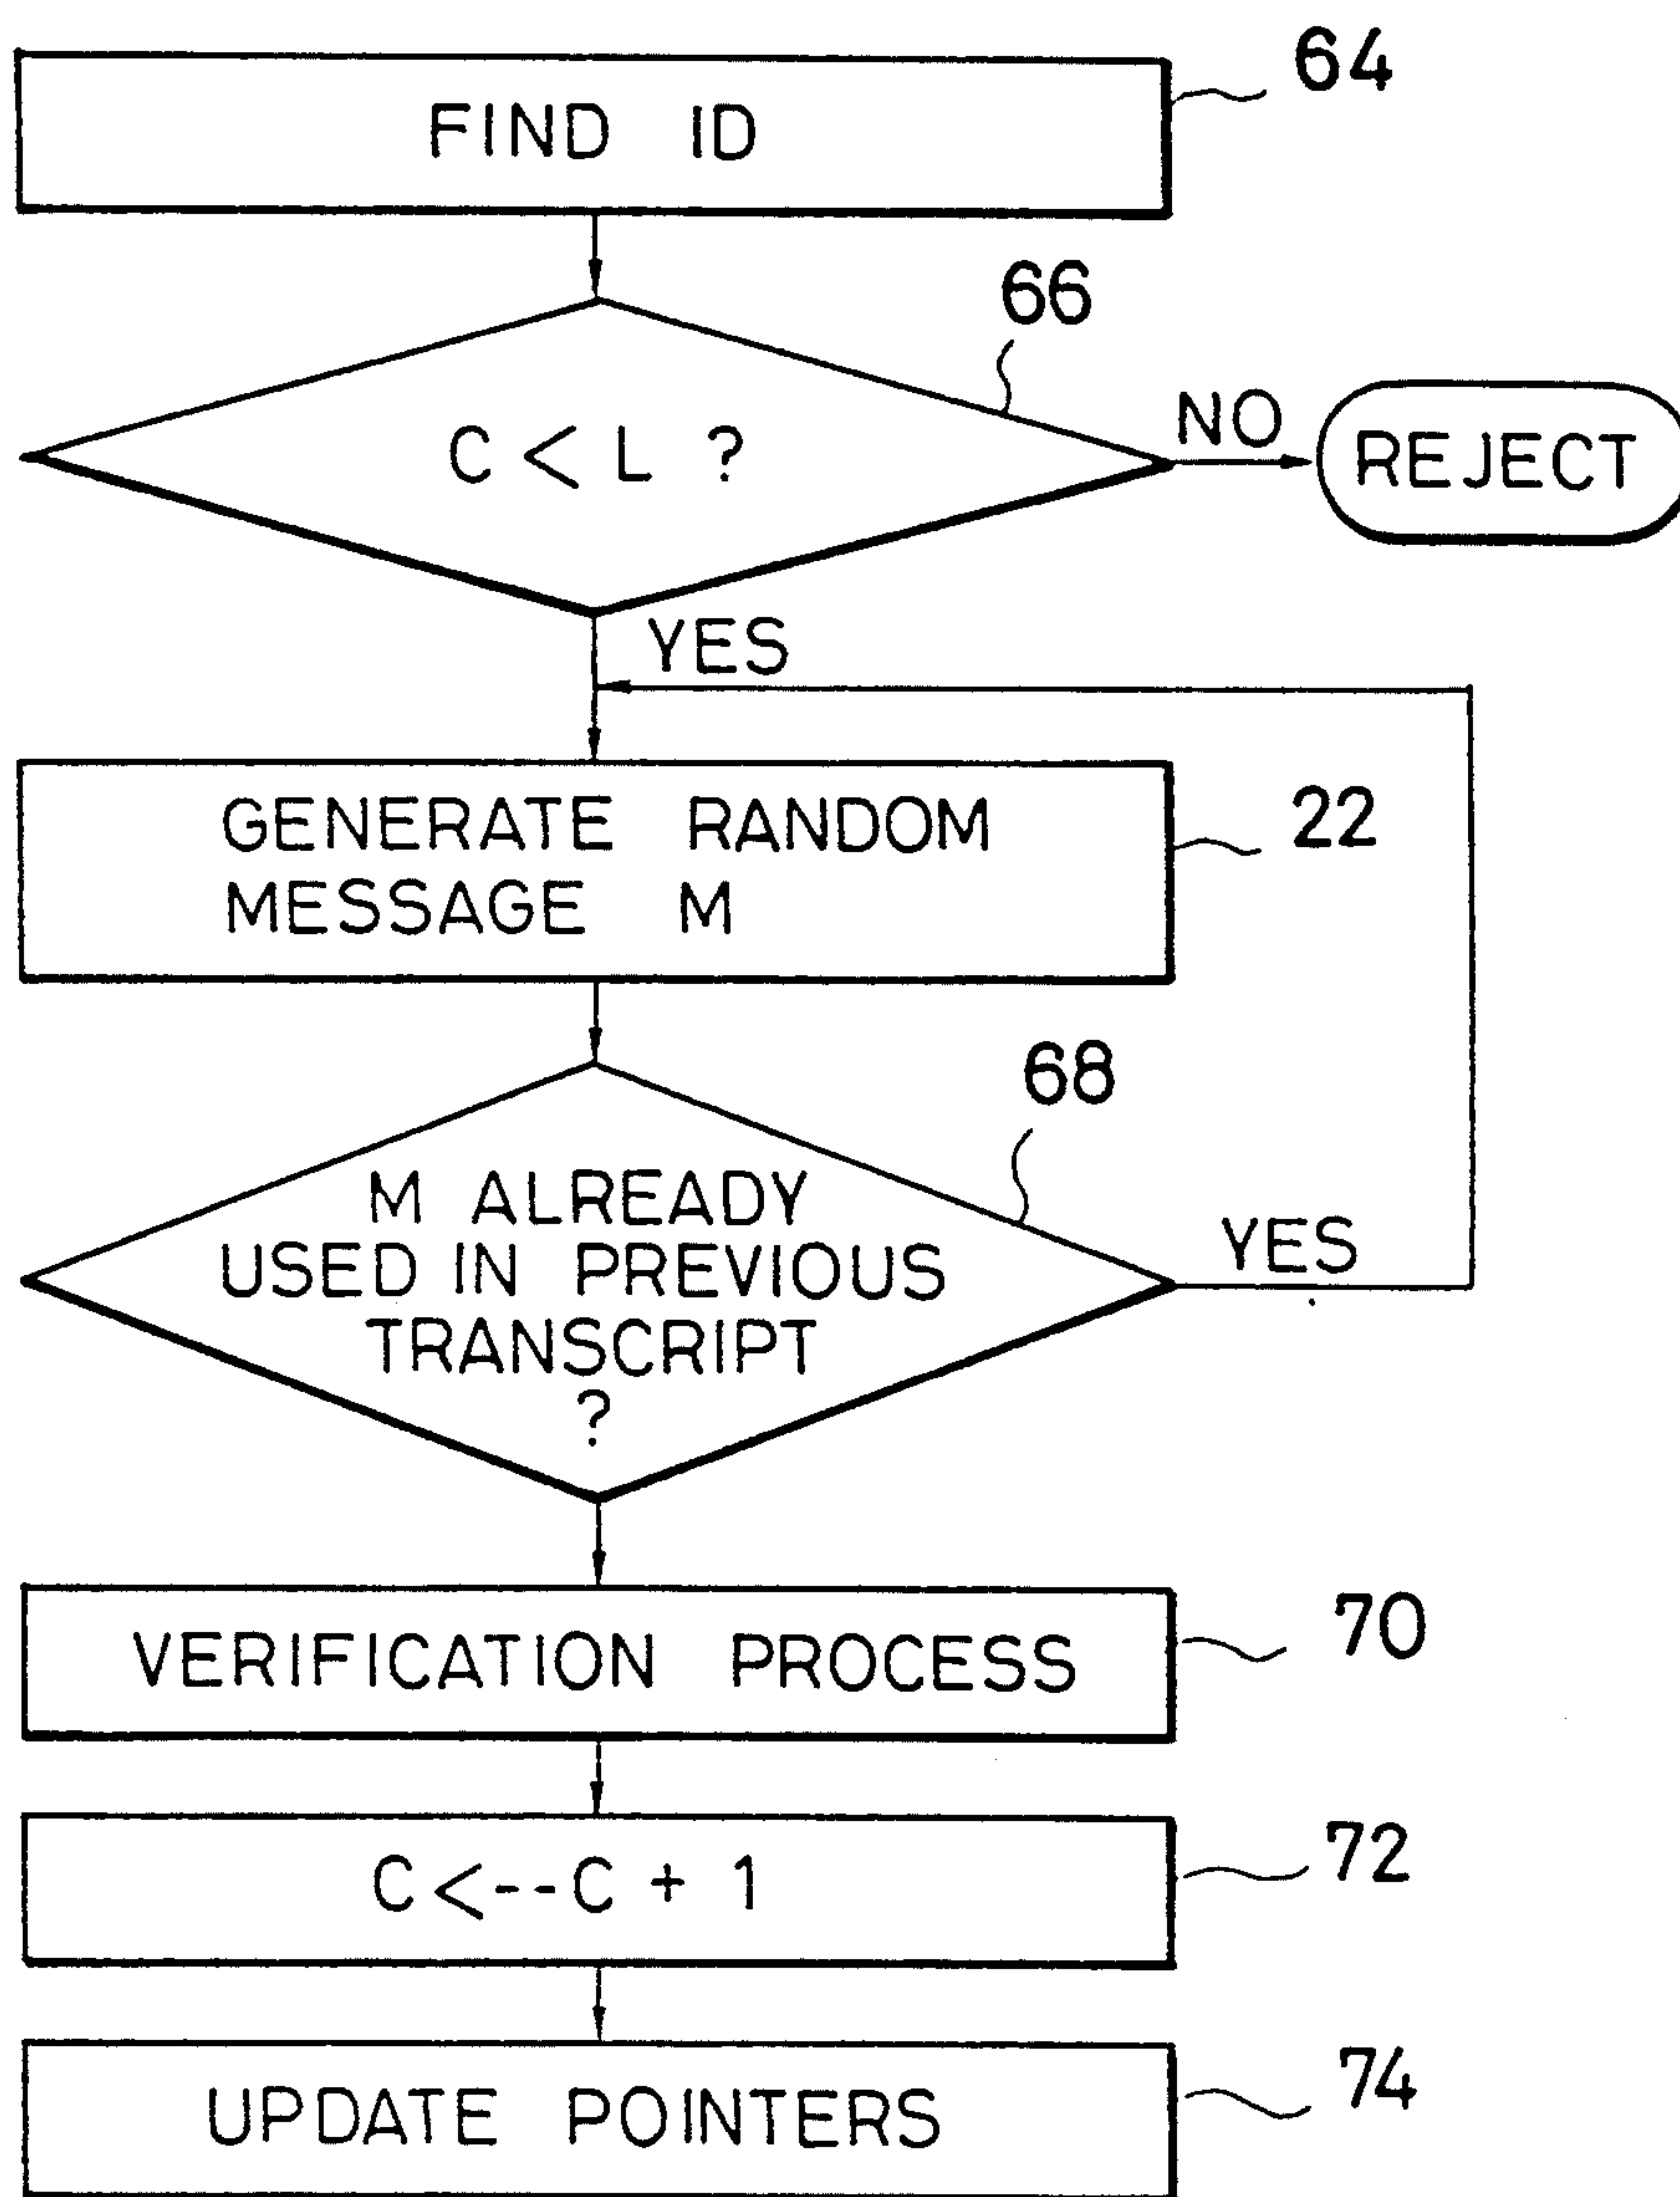 64
FIND ID
66
C < L ?
NO
REJECT
YES
GENERATE RANDOM
MESSAGE M
22
68
M ALREADY
USED IN PREVIOUS
TRANSCRIPT
?
YES
VERIFICATION PROCESS
70
C <--C + 1
72
UPDATE POINTERS
74